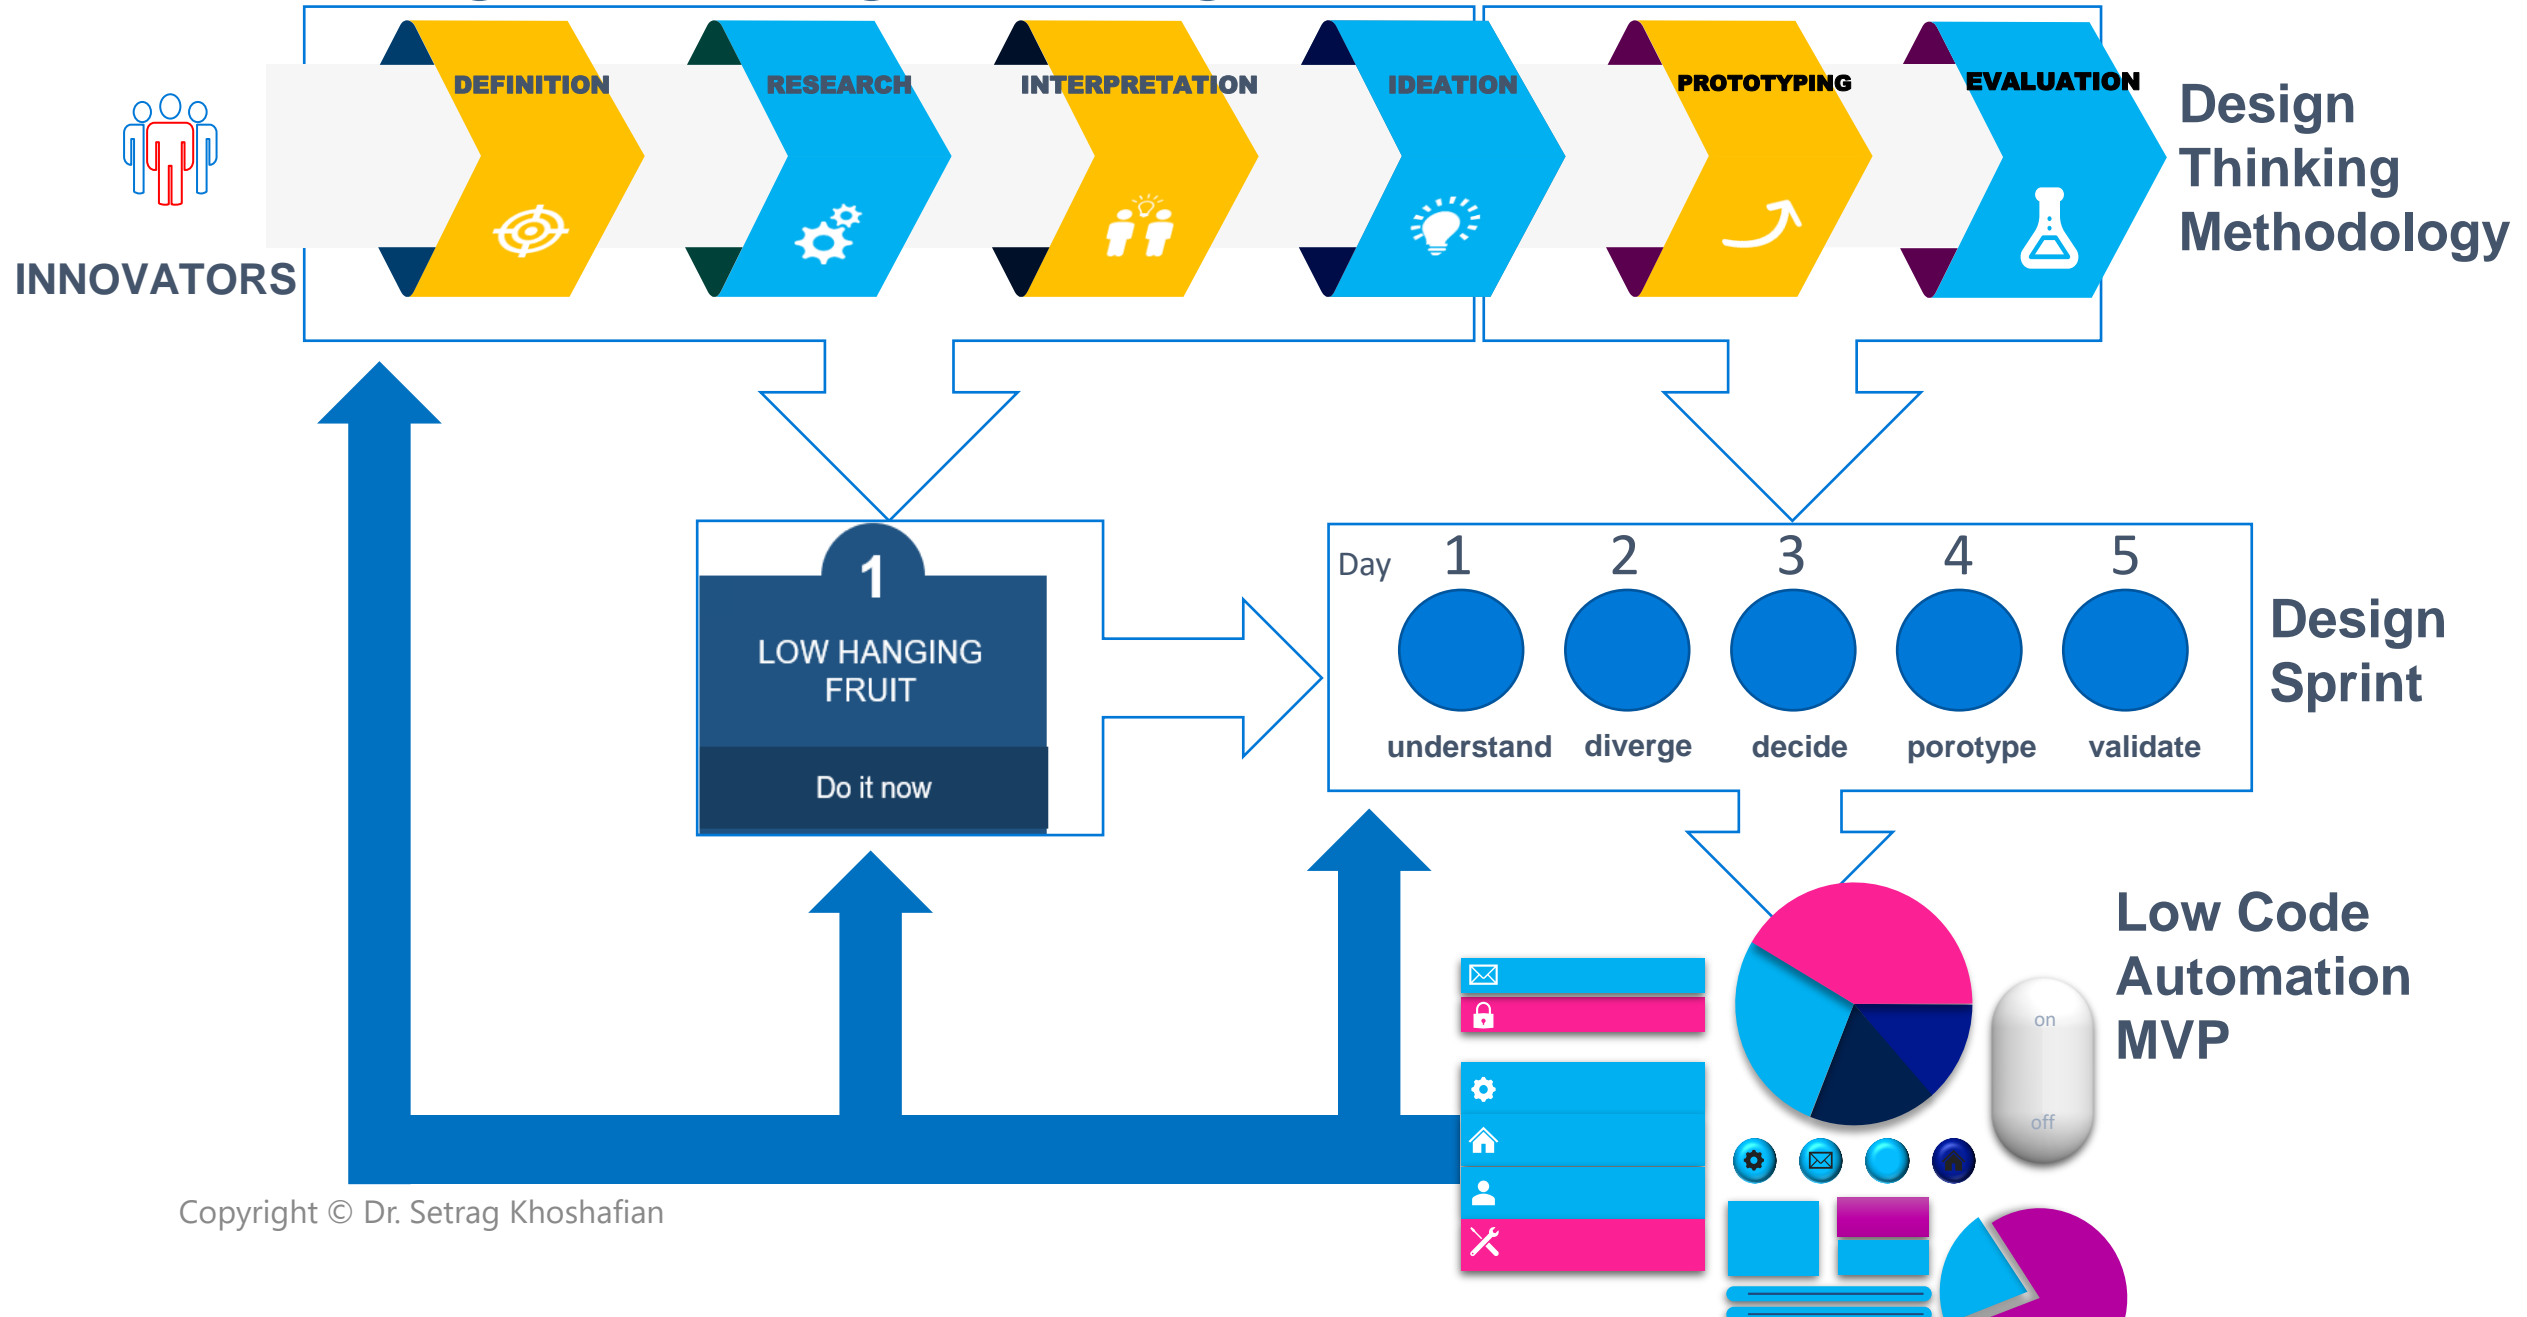 DEFINITION
RESEARCH
INTERPRETATION
IDEATION
PROTOTYPING
EVALUATION
Design
Thinking
Methodology
INNOVATORS
1
LOW HANGING
FRUIT
Do it now
Day 1 2 3 4 5
understand diverge decide porotype validate
Design
Sprint
Low Code
Automation
MVP
on
off
Copyright © Dr. Setrag Khoshafian